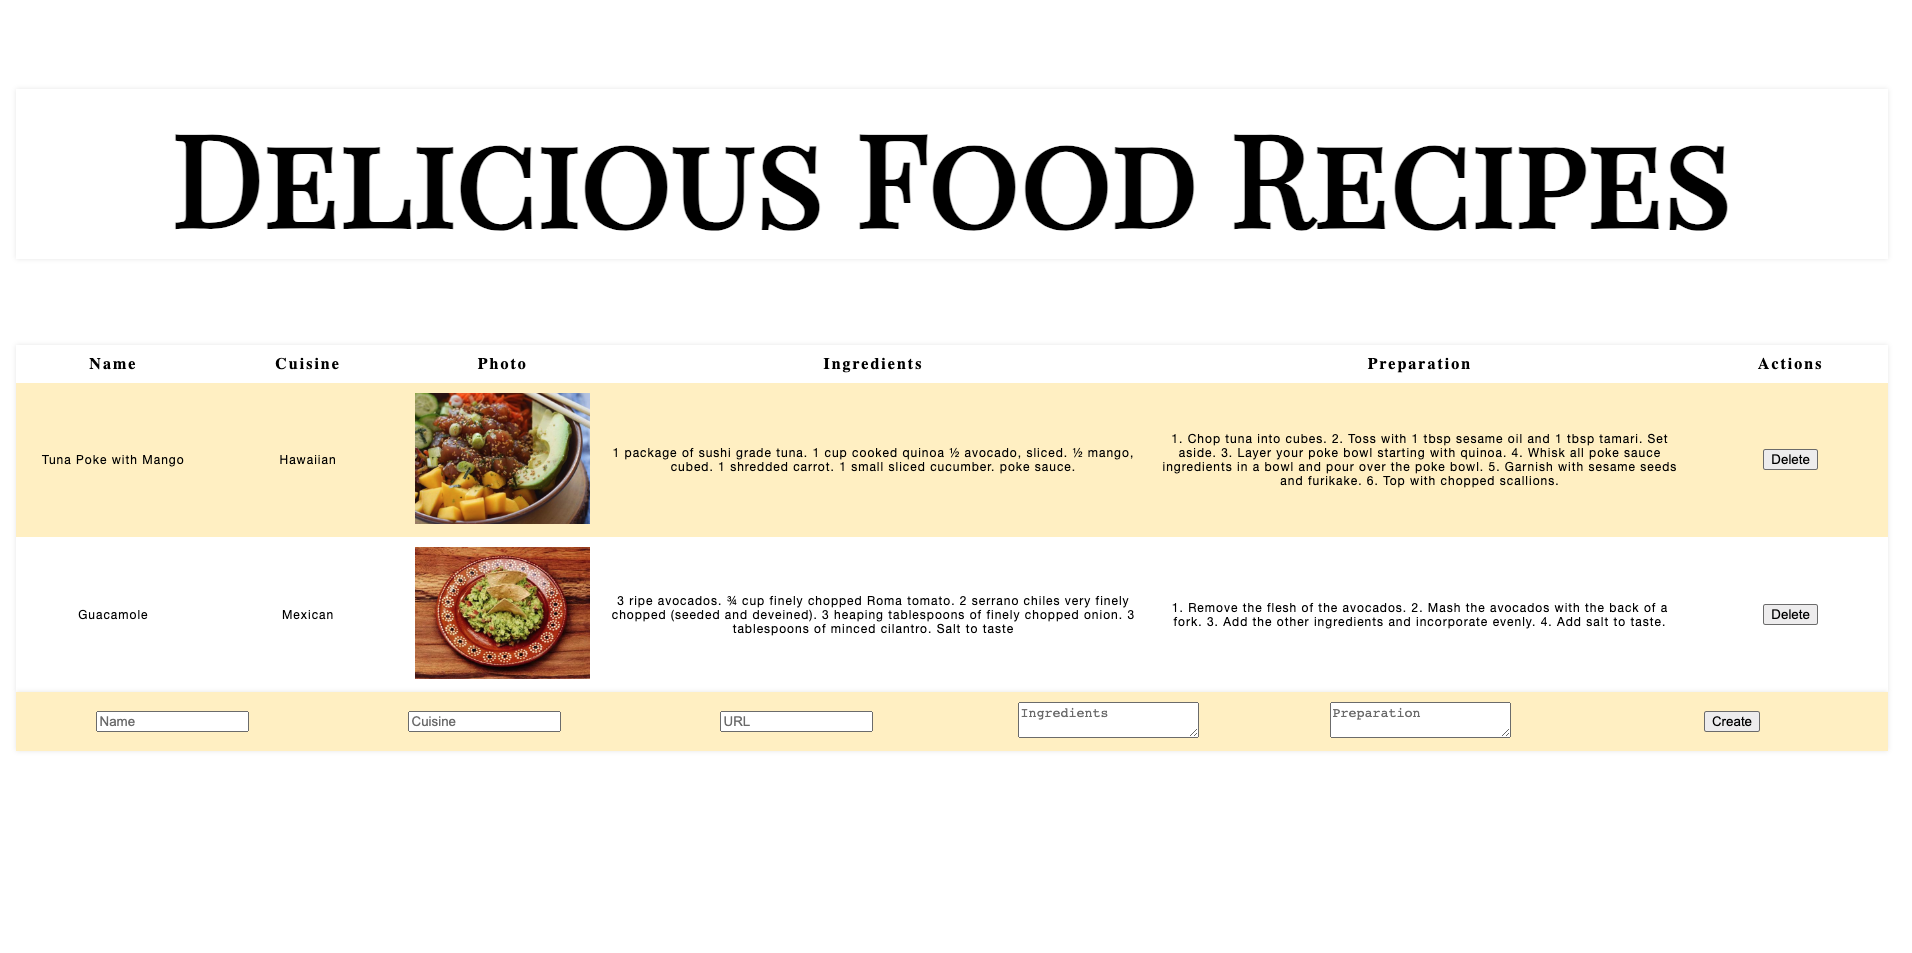 Delicious Food Recipes
Name Cuisine Photo Ingredients Preparation Actions
Tuna Poke with Mango
Hawaiian
1 package of sushi grade tuna. 1 cup cooked quinoa ½ avocado, sliced. ½ mango,
cubed. 1 shredded carrot. 1 small sliced cucumber. poke sauce.
1. Chop tuna into cubes. 2. Toss with 1 tbsp sesame oil and 1 tbsp tamari. Set
aside. 3. Layer your poke bowl starting with quinoa. 4. Whisk all poke sauce
ingredients in a bowl and pour over the poke bowl. 5. Garnish with sesame seeds
and furikake. 6. Top with chopped scallions.
Delete
Guacamole
Mexican
3 ripe avocados. ¾ cup finely chopped Roma tomato. 2 serrano chiles very finely
chopped (seeded and deveined). 3 heaping tablespoons of finely chopped onion. 3
tablespoons of minced cilantro. Salt to taste
1. Remove the flesh of the avocados. 2. Mash the avocados with the back of a
fork. 3. Add the other ingredients and incorporate evenly. 4. Add salt to taste.
Delete
Name Cuisine URL Ingredients Preparation Create